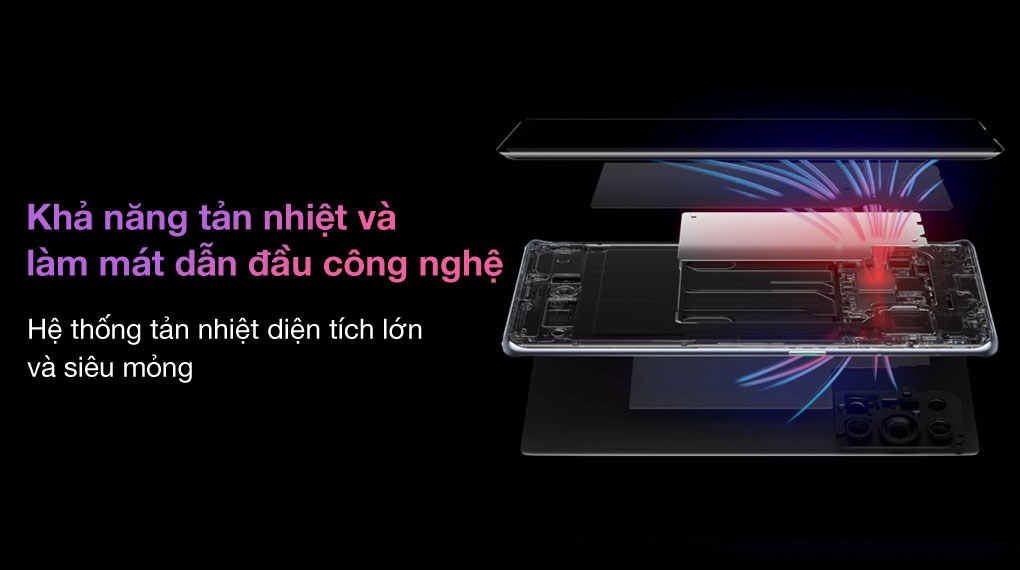 Khả năng tản nhiệt và
làm mát dẫn đầu công nghệ
Hệ thống tản nhiệt diện tích lớn
và siêu mỏng